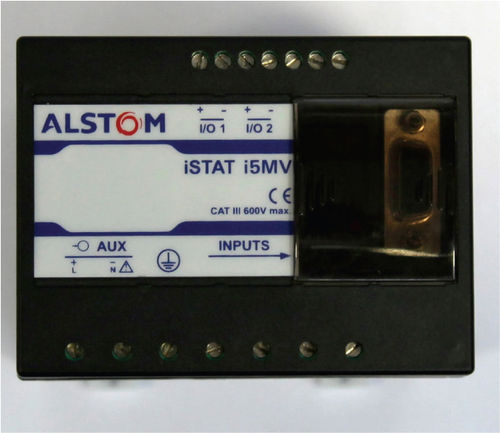 + - + -
ALSTOM
I/O 1 I/O 2
iSTAT i5MV
CE
CAT III 600V max.
AUX INPUTS
+ -
L N